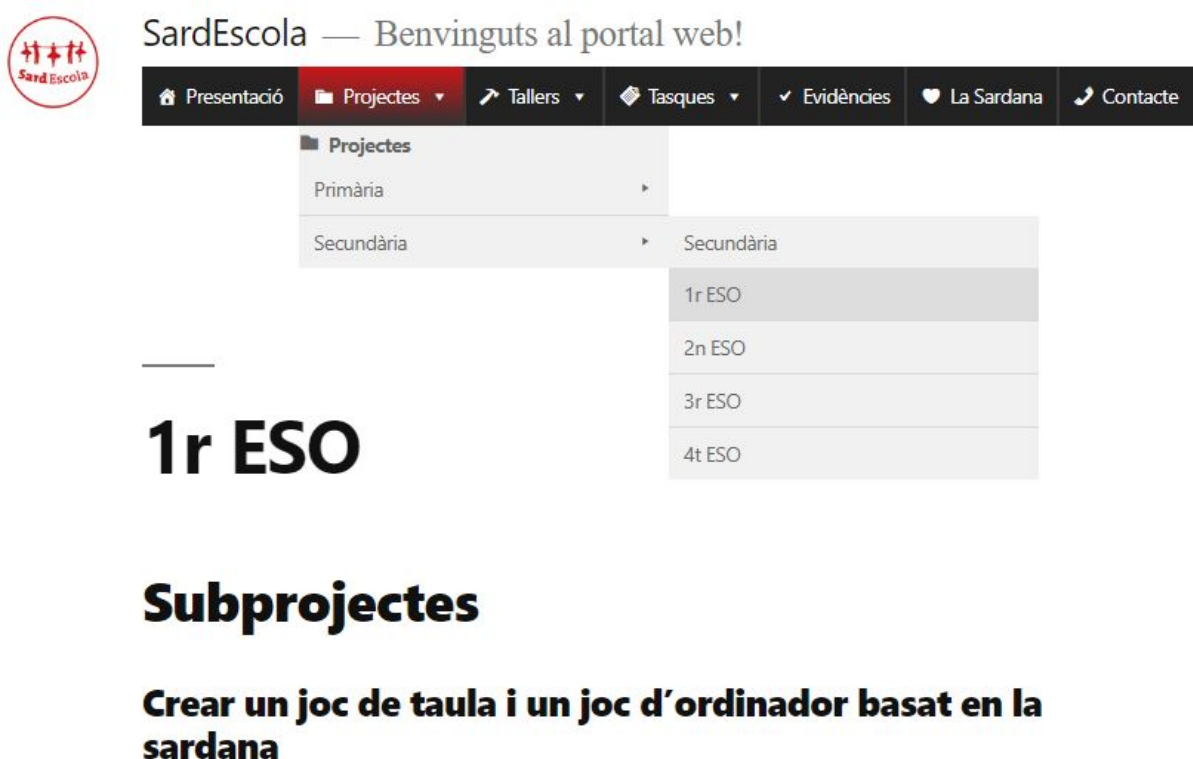 SardEscola — Benvinguts al portal web!
Sard Escola
Presentació Projectes Tallers Tasques Evidències La Sardana Contacte
Projectes
Primària
Secundària
Secundària
1r ESO
2n ESO
3r ESO
4t ESO
1r ESO
Subprojectes
Crear un joc de taula i un joc d´ordinador basat en la
sardana